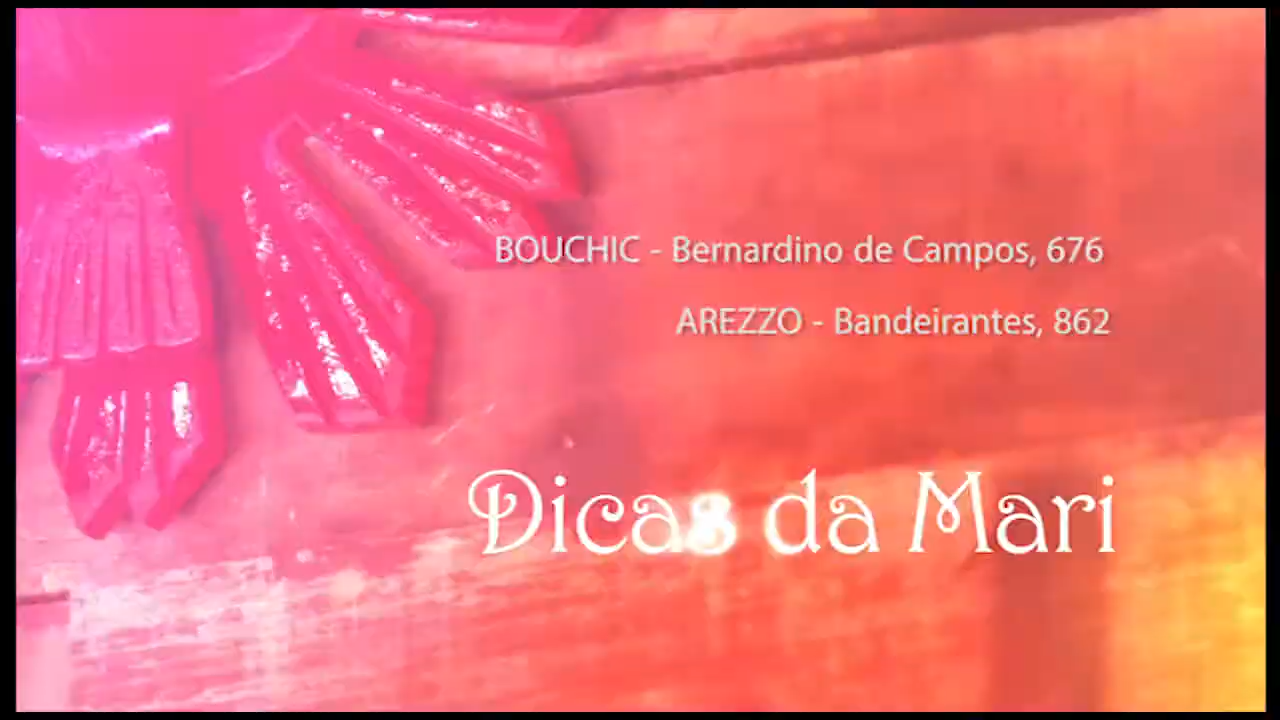 BOUCHIC - Bernardino de Campos, 676
AREZZO - Bandeirantes, 862
Dicas da Mari